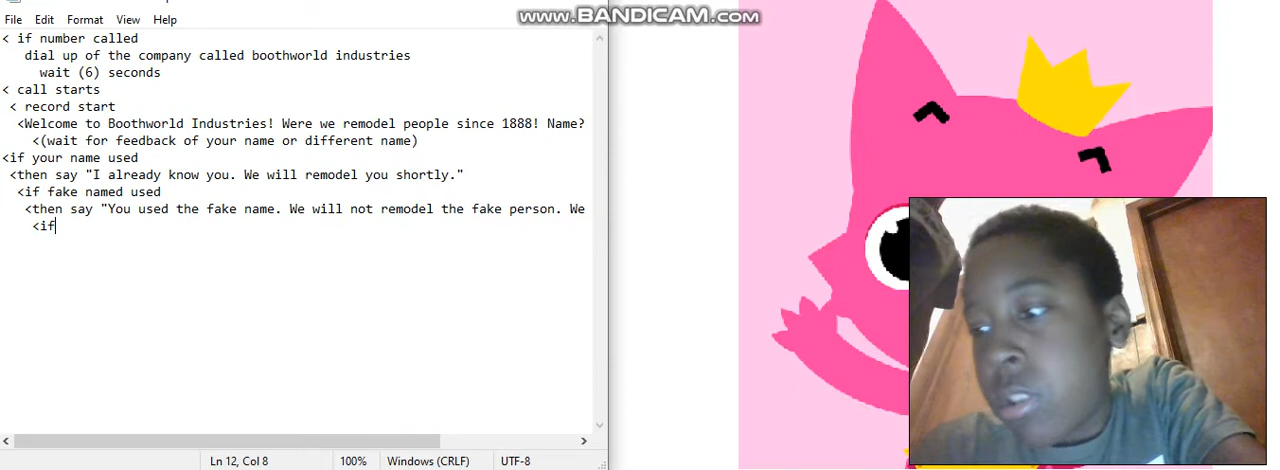 www.BANDICAM.com
File Edit Format View Help
< if number called
dial up of the company called boothworld industries
wait (6) seconds
< call starts
< record start
<Welcome to Boothworld Industries! Were we remodel people since 1888! Name?
<(wait for feedback of your name or different name)
<if your name used
<then say "I already know you. We will remodel you shortly."
<if fake named used
<then say "You used the fake name. We will not remodel the fake person. We
<if
Ln 12, Col 8 100% Windows (CRLF) UTF-8